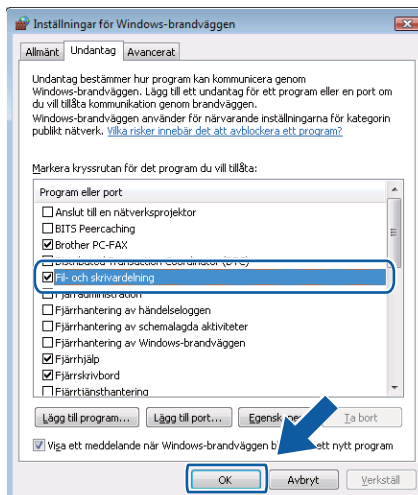 Inställningar för Windows-brandväggen
Allmänt Undantag Avancerat
Undantag bestämmer hur program kan kommunicera genom
Windows-brandväggen. Lägg till ett undantag för ett program eller en port om
du vill tillåta kommunikation genom brandväggen.
Windows-brandväggen använder för närvarande inställningarna för kategorin
publikt nätverk. Vilka risker innebär det att avblockera ett program?
Markera kryssrutan för det program du vill tillåta:
Program eller port
Anslut till en nätverksprojektor
BITS Peercaching
Brother PC-FAX
Distributed Transaction Coordinator (DTC)
Fil- och skrivardelning
Fjärradministration
Fjärrhantering av händelseloggen
Fjärrhantering av schemalagda aktiviteter
Fjärrhantering av Windows-brandväggen
Fjärrhjälp
Fjärrskrivbord
Fjärrtjänsthantering
Lägg till program... Lägg till port... Ta bort
Visa ett meddelande när Windows-brandväggen ett nytt program
OK Avbryt Verkställ